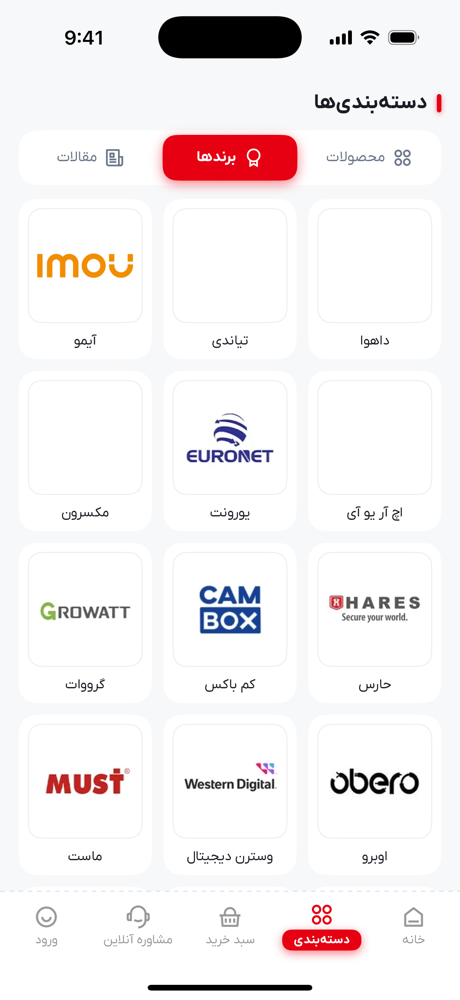 9:41
دسته‌بندی‌ها
محصولات
برندها
مقالات
داهوا
تیاندی
imou
آیمو
اچ آر یو آی
EURONET
یورونت
مکسرون
HARES
Secure your world.
حارس
CAM
BOX
کم باکس
GROWATT
گرووات
obero
اوبرو
Western Digital.
وسترن دیجیتال
MUST®
ماست
خانه
دسته‌بندی
سبد خرید
مشاوره آنلاین
ورود